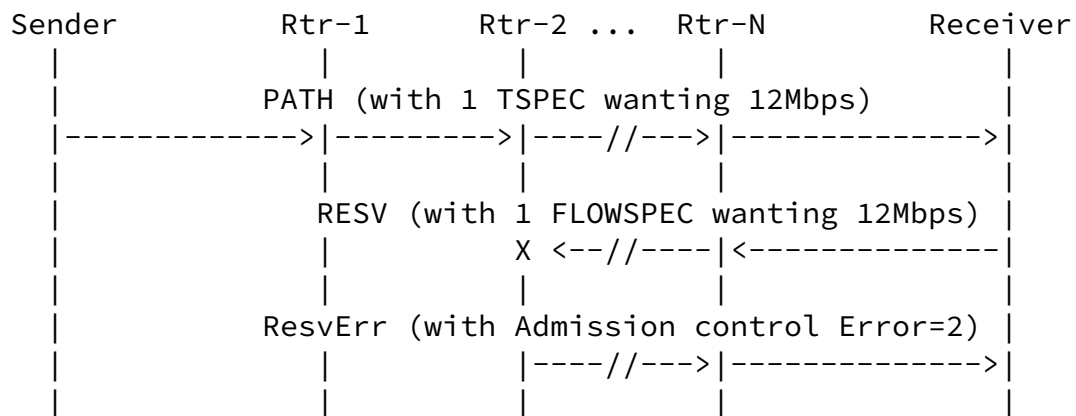 Sender Rtr-1 Rtr-2 ... Rtr-N Receiver
PATH (with 1 TSPEC wanting 12Mbps)
RESV (with 1 FLOWSPEC wanting 12Mbps)
X
ResvErr (with Admission control Error=2)